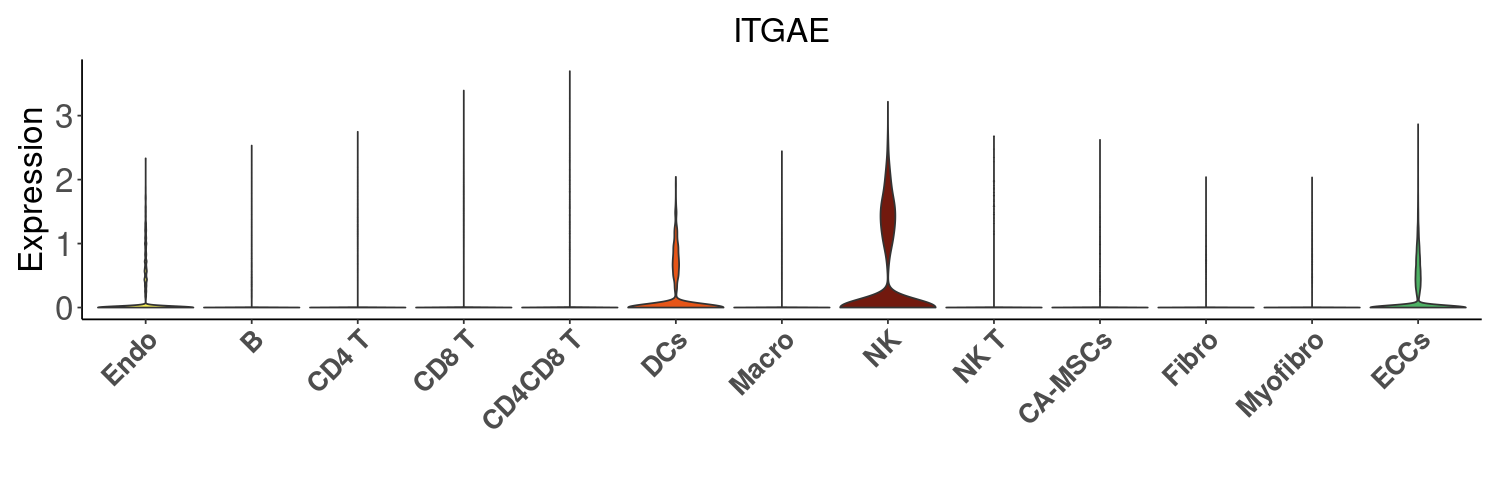 ITGAE
Expression
3
2
1
0
Endo
B
CD4 T
CD8 T
CD4CD8 T
DCs
Macro
NK
NK T
CA-MSCs
Fibro
Myofibro
ECCs